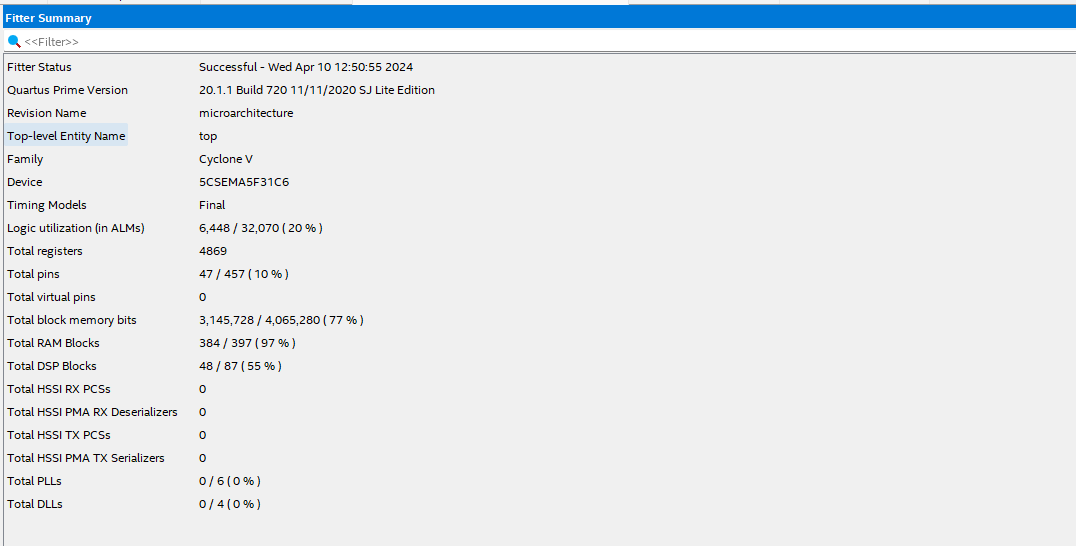 Fitter Summary
<<Filter>>
Fitter Status Successful - Wed Apr 10 12:50:55 2024
Quartus Prime Version 20.1.1 Build 720 11/11/2020 SJ Lite Edition
Revision Name microarchitecture
Top-level Entity Name top
Family Cyclone V
Device 5CSEMA5F31C6
Timing Models Final
Logic utilization (in ALMs) 6,448 / 32,070 ( 20 % )
Total registers 4869
Total pins 47 / 457 ( 10 % )
Total virtual pins 0
Total block memory bits 3,145,728 / 4,065,280 ( 77 % )
Total RAM Blocks 384 / 397 ( 97 % )
Total DSP Blocks 48 / 87 ( 55 % )
Total HSSI RX PCSs 0
Total HSSI PMA RX Deserializers 0
Total HSSI TX PCSs 0
Total HSSI PMA TX Serializers 0
Total PLLs 0 / 6 ( 0 % )
Total DLLs 0 / 4 ( 0 % )